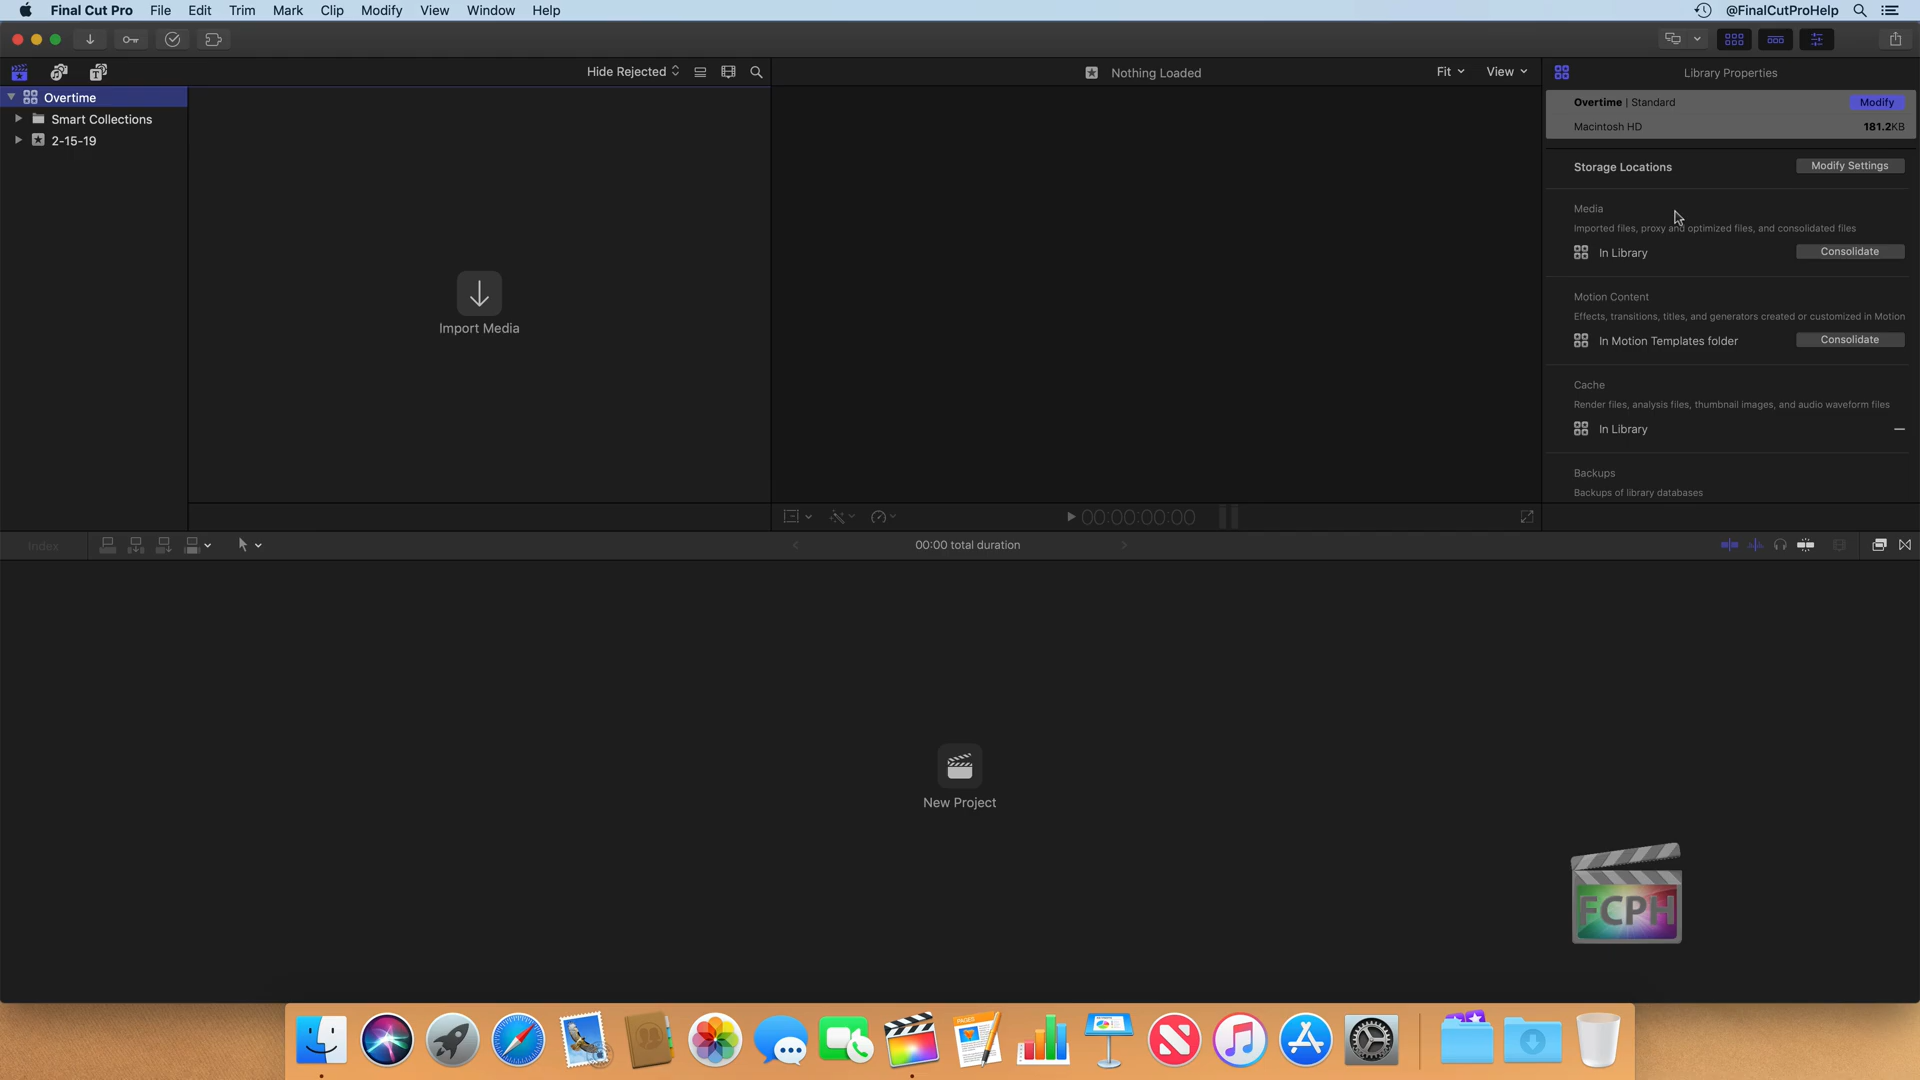 Final Cut Pro File Edit Trim Mark Clip Modify View Window Help @FinalCutProHelp
Hide Rejected Nothing Loaded Fit View Library Properties
Overtime
Smart Collections
2-15-19
Import Media
Overtime | Standard Modify
Macintosh HD 181.2KB
Storage Locations Modify Settings
Media
Imported files, proxy and optimized files, and consolidated files
In Library Consolidate
Motion Content
Effects, transitions, titles, and generators created or customized in Motion
In Motion Templates folder Consolidate
Cache
Render files, analysis files, thumbnail images, and audio waveform files
In Library
Backups
Backups of library databases
00:00:00:00
Index 00:00 total duration
New Project
FCPH
PAGES